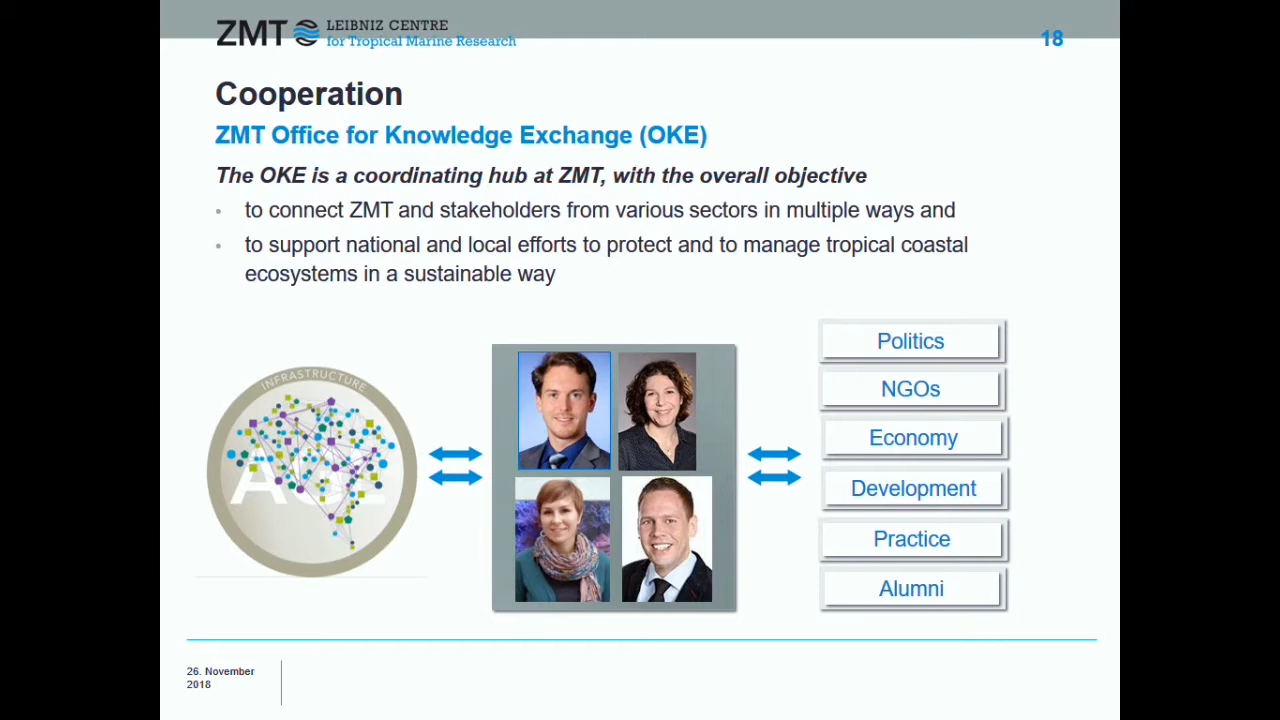 ZMT LEIBNIZ CENTRE
for Tropical Marine Research
18
Cooperation
ZMT Office for Knowledge Exchange (OKE)
The OKE is a coordinating hub at ZMT, with the overall objective
• to connect ZMT and stakeholders from various sectors in multiple ways and
• to support national and local efforts to protect and to manage tropical coastal
ecosystems in a sustainable way
INFRASTRUCTURE
Politics
NGOs
Economy
Development
Practice
Alumni
26. November
2018